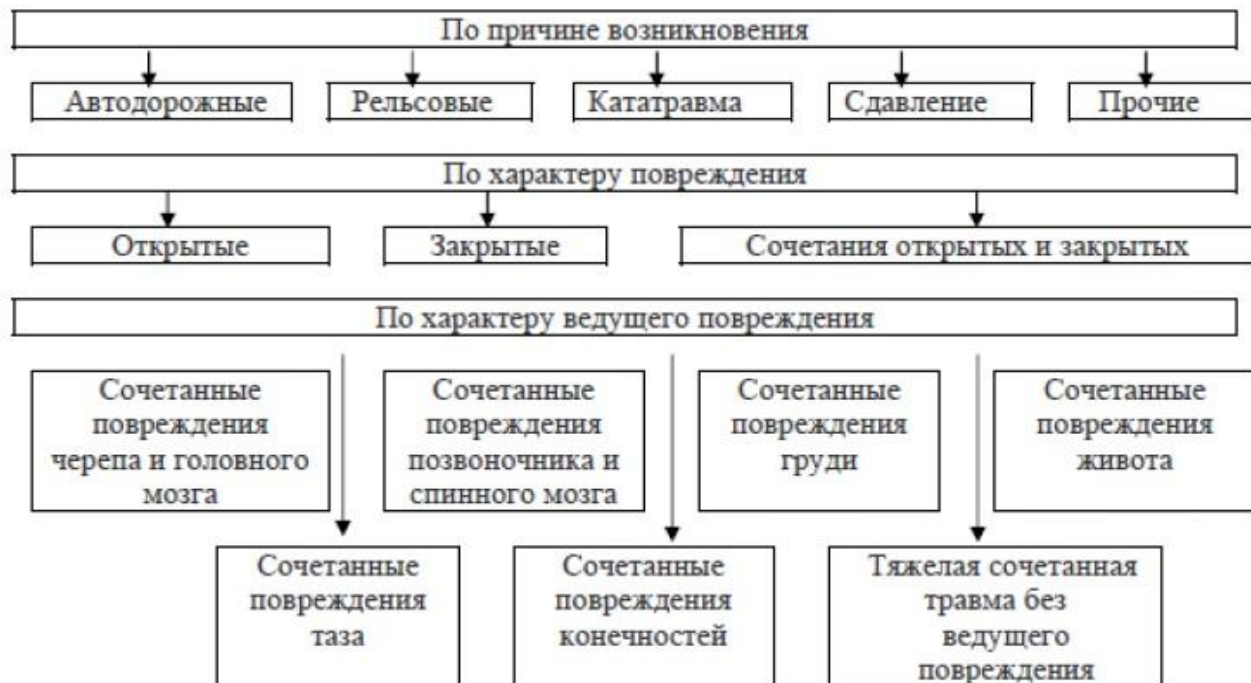 По причине возникновения
Автодорожные
Рельсовые
Кататравма
Сдавление
Прочие
По характеру повреждения
Открытые
Закрытые
Сочетания открытых и закрытых
По характеру ведущего повреждения
Сочетанные
повреждения
черепа и головного
мозга
Сочетанные
повреждения
позвоночника и
спинного мозга
Сочетанные
повреждения
груди
Сочетанные
повреждения
живота
Сочетанные
повреждения
таза
Сочетанные
повреждения
конечностей
Тяжелая сочетанная
травма без
ведущего
повреждения